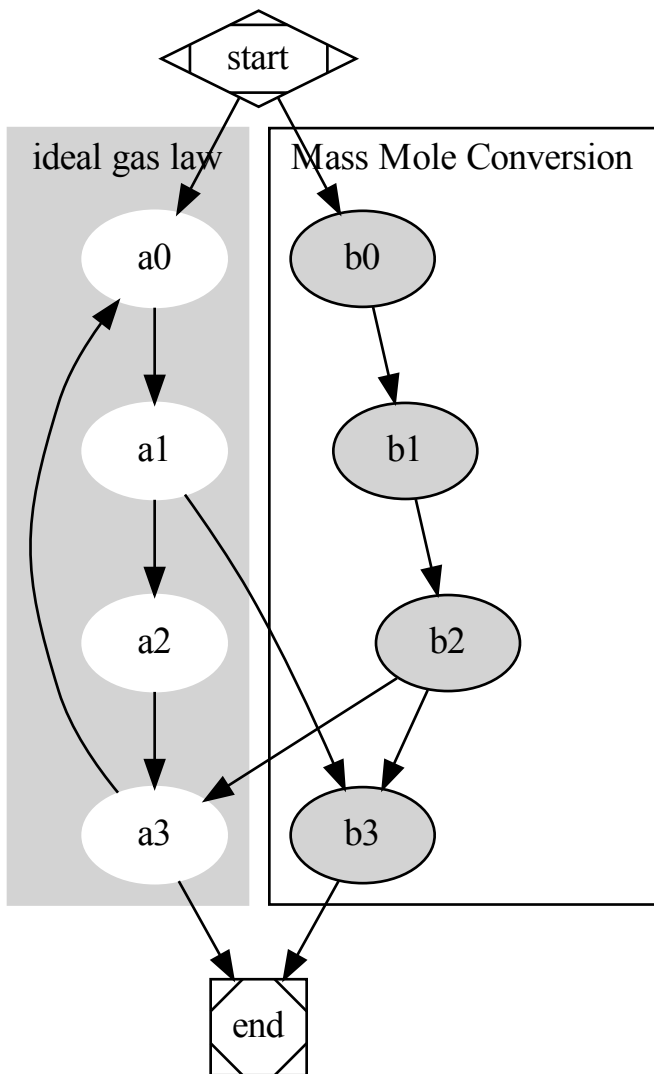 start
ideal gas law
Mass Mole Conversion
a0
b0
a1
b1
a2
b2
a3
b3
end